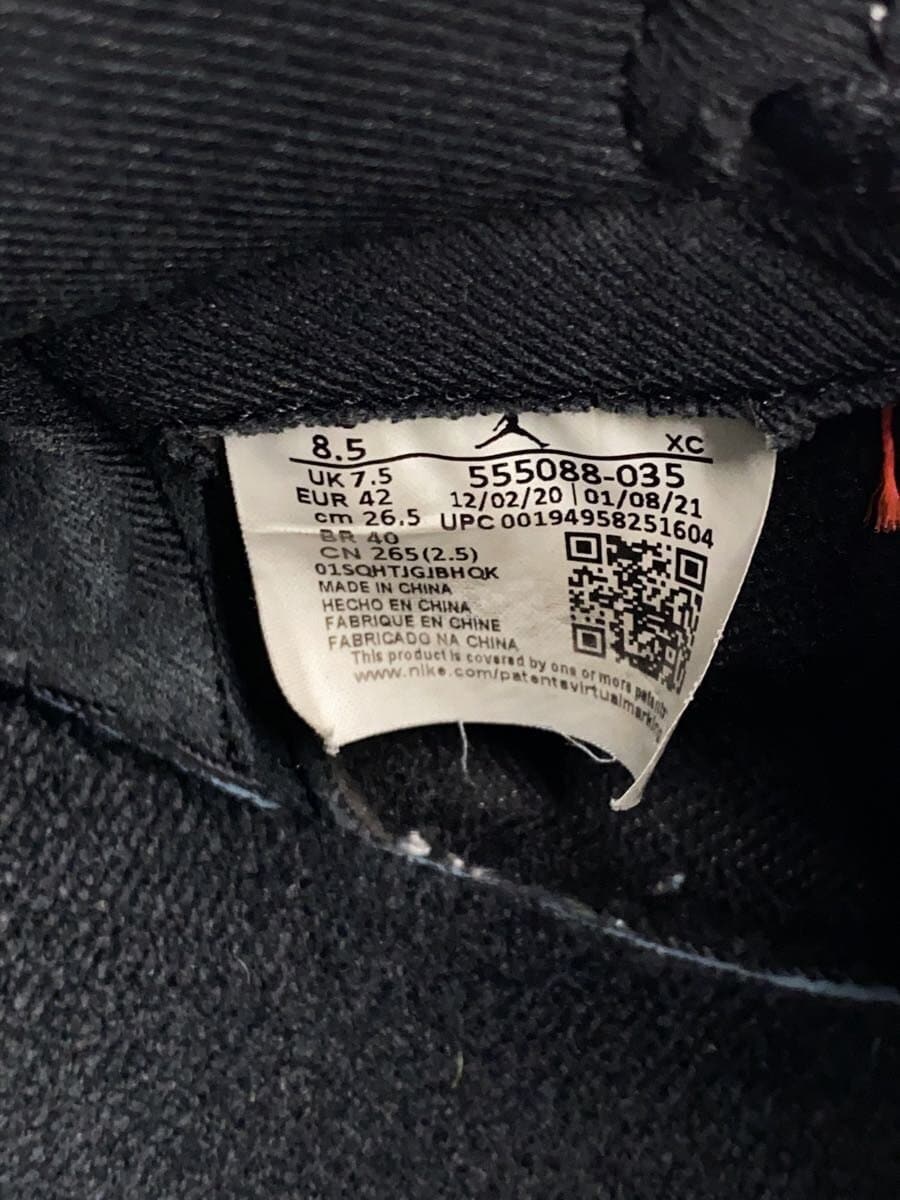 8.5 XC
UK 7.5 555088-035
EUR 42 12/02/20 | 01/08/21
cm 26.5 UPC 00194958251604
BR 40
CN 265(2.5)
01SQHTJGJBHQK
MADE IN CHINA
HECHO EN CHINA
FABRIQUE EN CHINE
FABRICADO NA CHINA
This product is covered by one or more patents
www.nike.com/patentsvirtualmarking